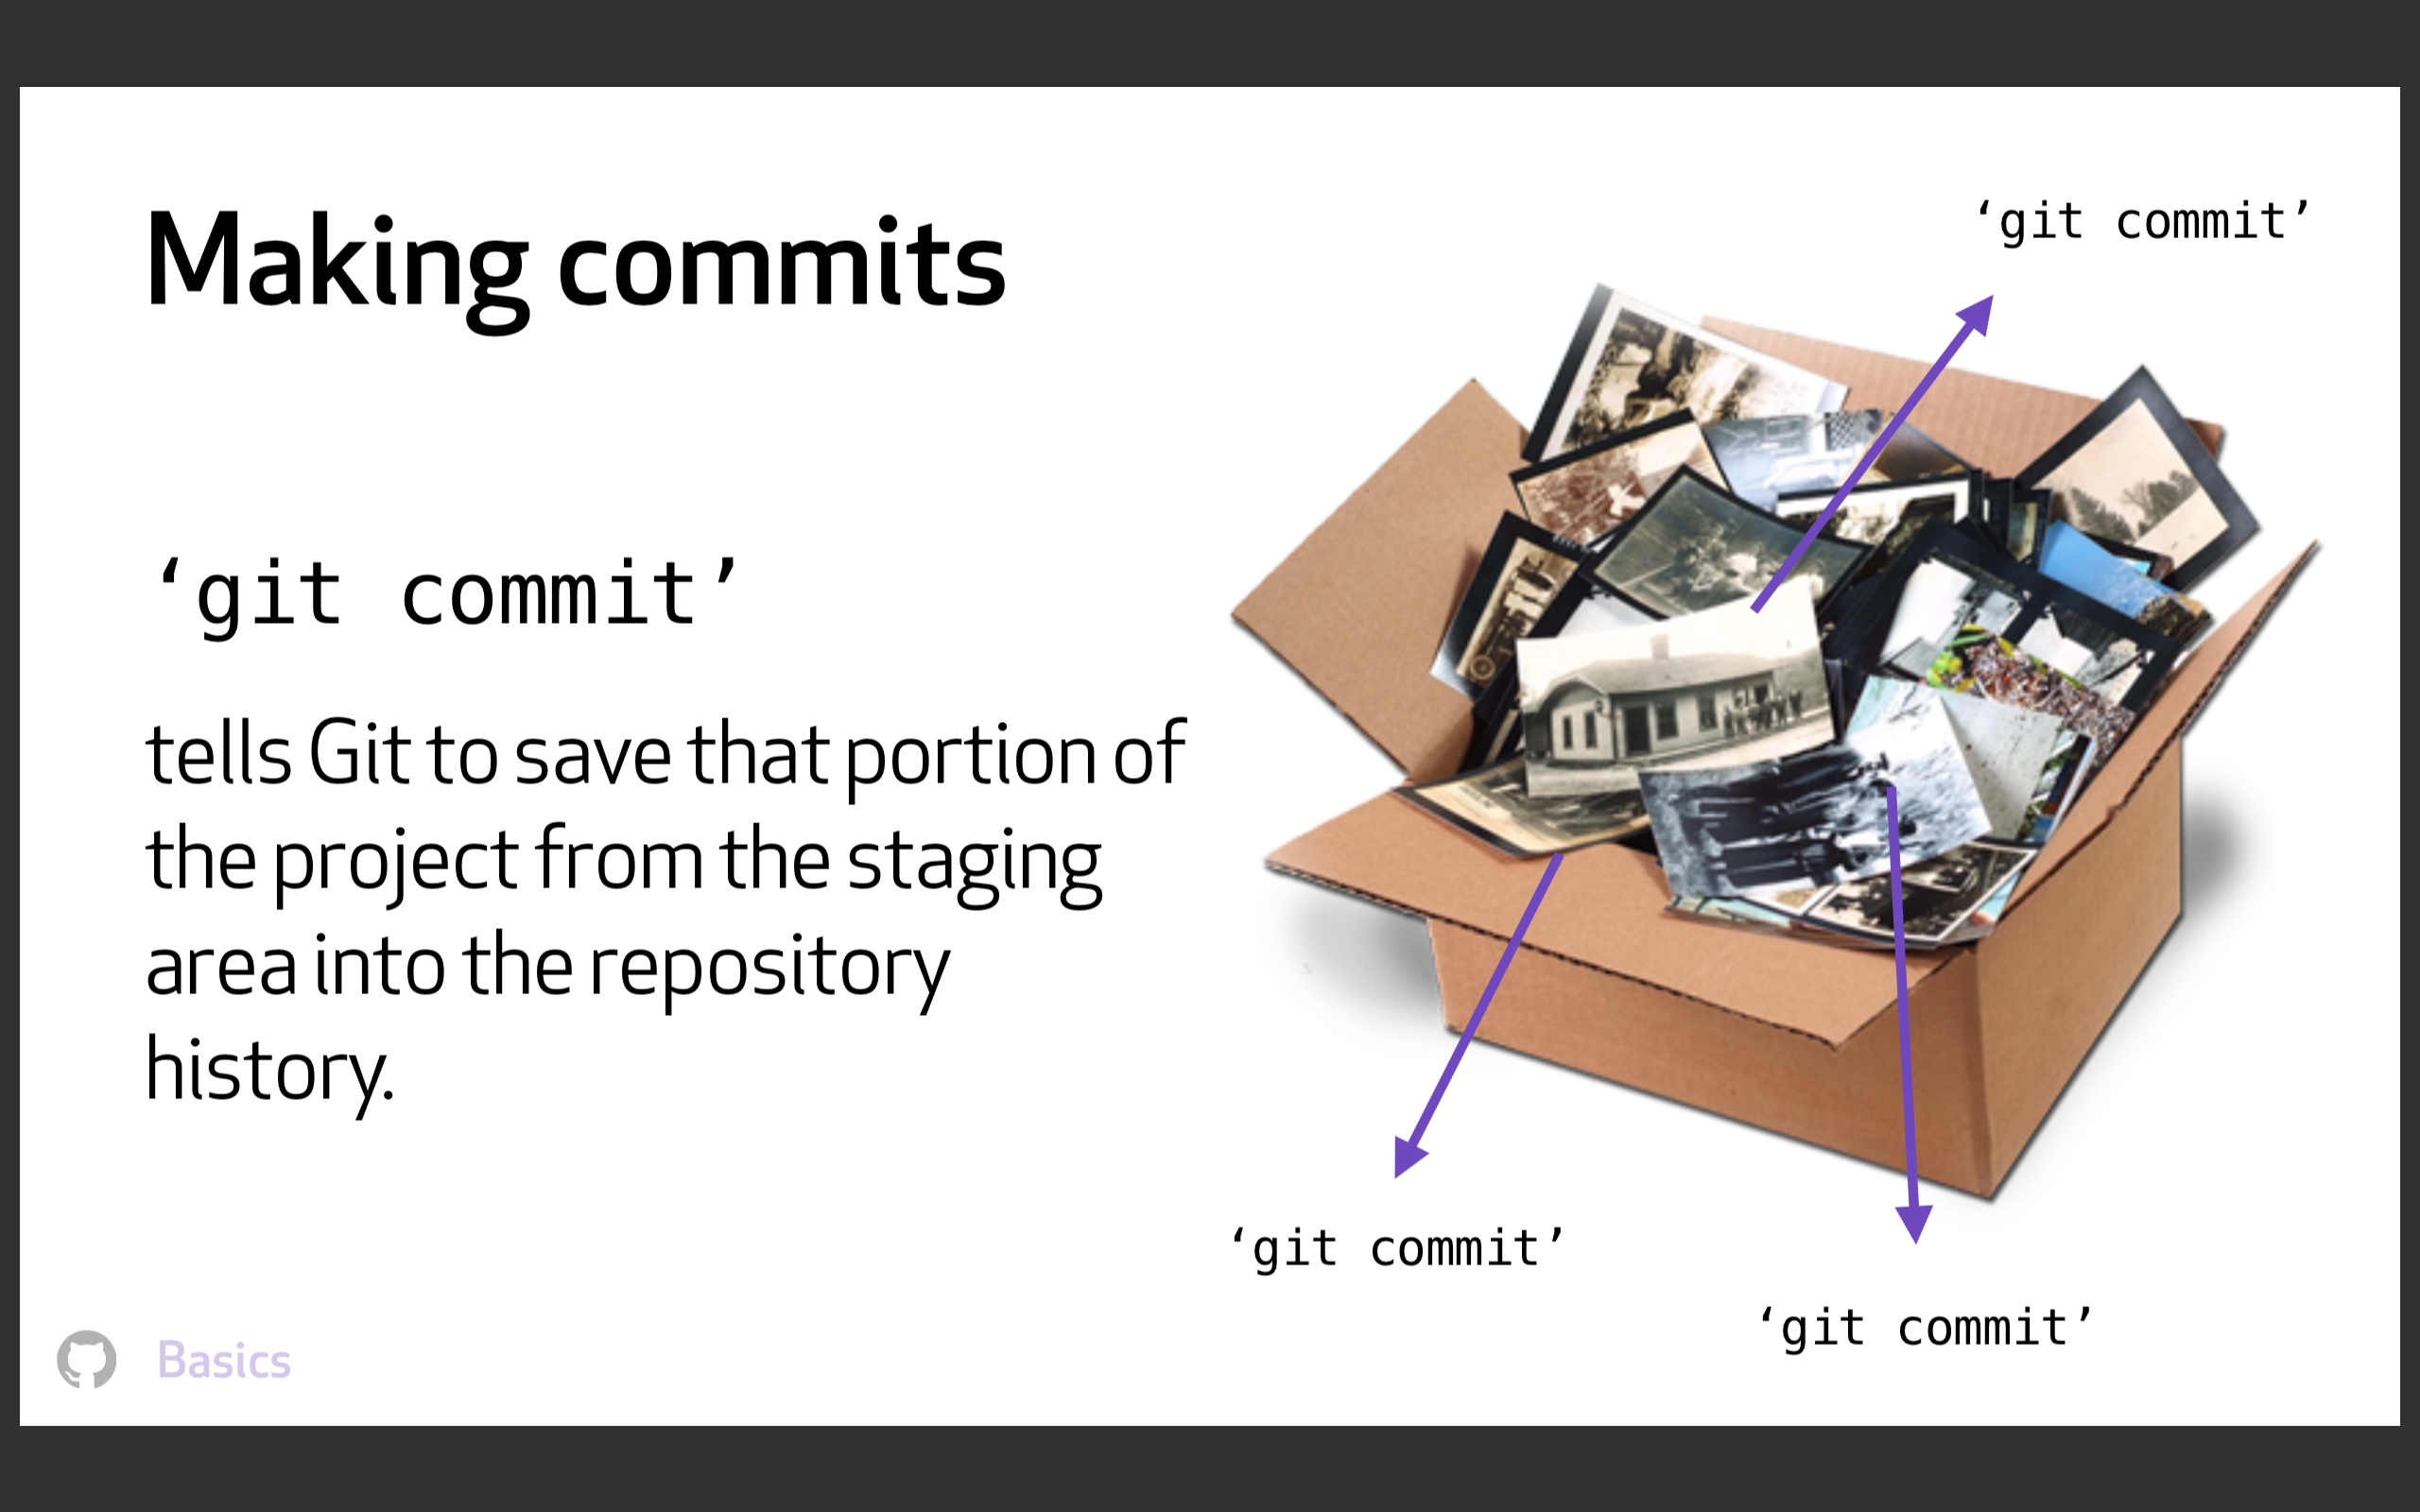 Making commits
‘git commit’
tells Git to save that portion of
the project from the staging
area into the repository
history.
‘git commit’
‘git commit’
‘git commit’
Basics